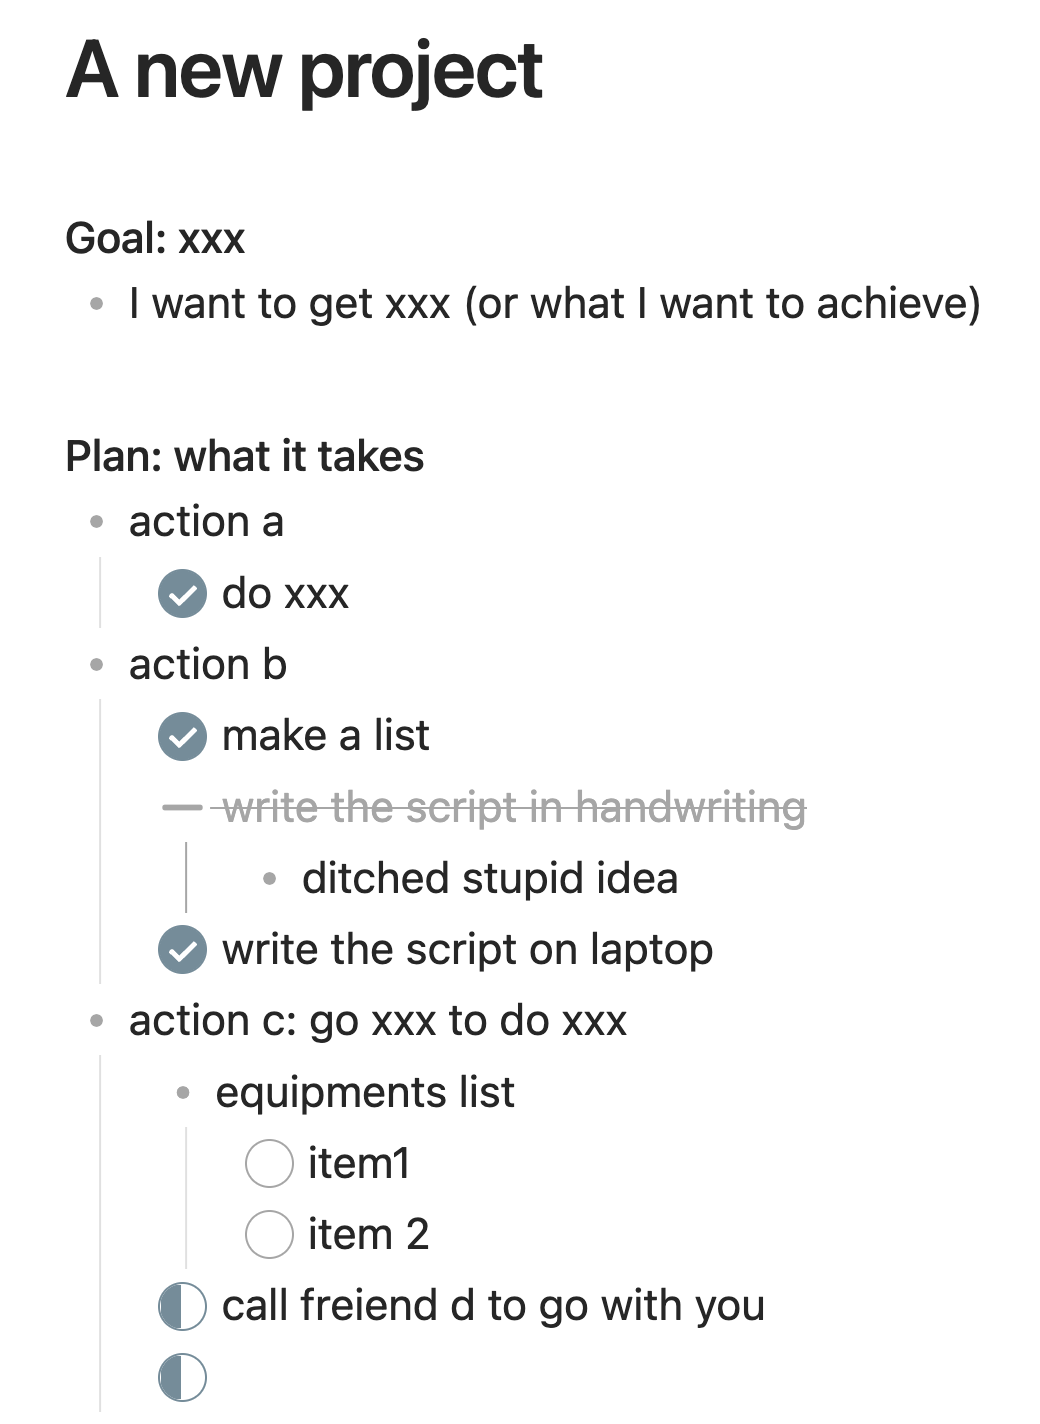 A new project
Goal: xxx
I want to get xxx (or what I want to achieve)
Plan: what it takes
action a
do xxx
action b
make a list
write the script in handwriting
ditched stupid idea
write the script on laptop
action c: go xxx to do xxx
equipments list
item1
item 2
call freiend d to go with you